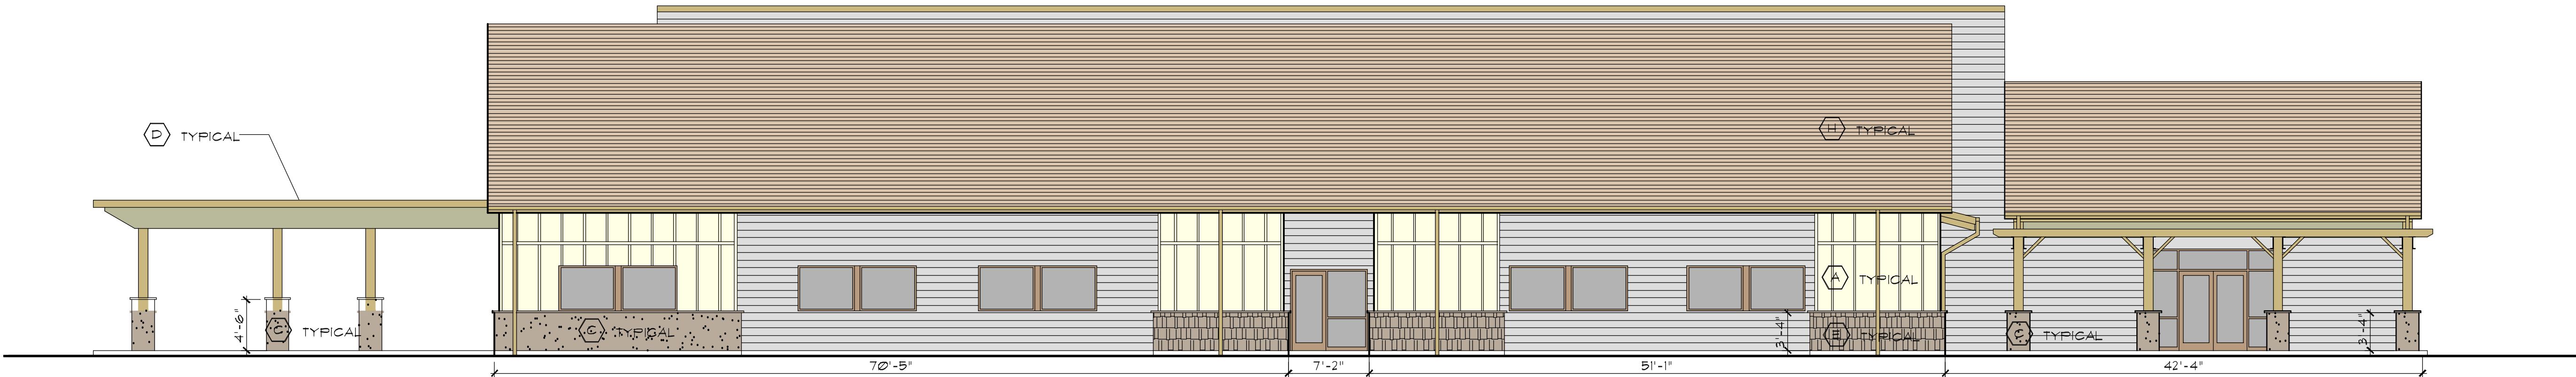 D TYPICAL
H TYPICAL
A TYPICAL
4'-6"
C TYPICAL
C TYPICAL
3'-4"
E TYPICAL
TYPICAL
3'-4"
70'-5"
7'-2"
51'-1"
42'-4"